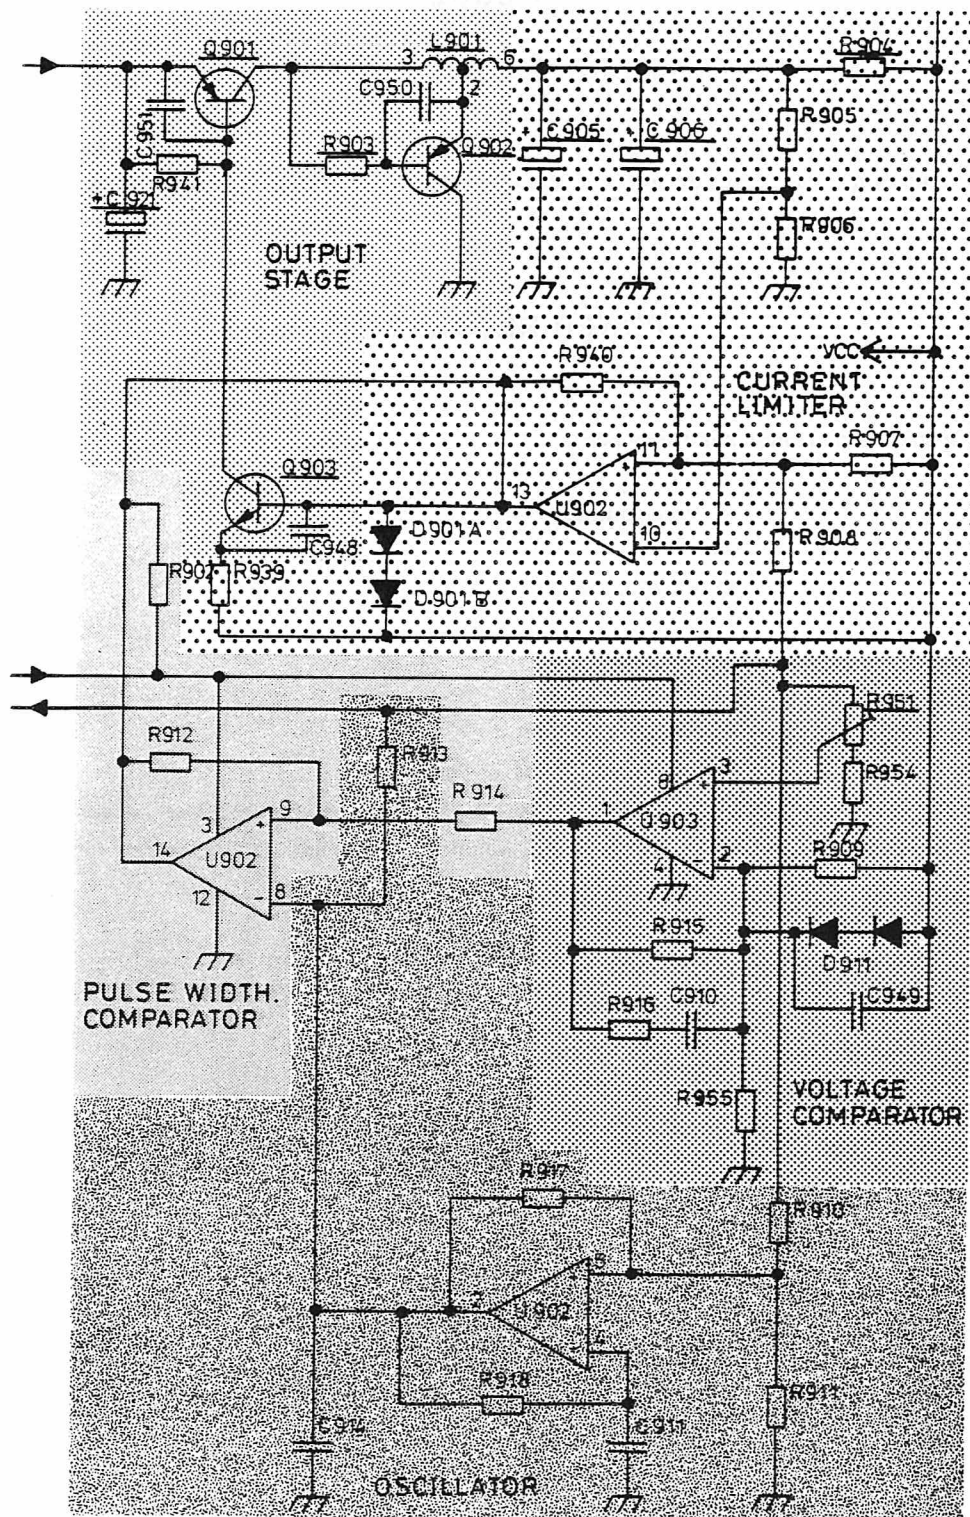 Q901
3
L901
6
R904
C950
2
C951
R903
Q902
+ C905
+ C906
R905
R941
+ C921
R906
OUTPUT
STAGE
R940
VCC
CURRENT
LIMITER
Q903
11
R907
13
U902
10
C948
D901A
R908
R902
R939
D901B
R951
R912
R913
3
R914
8
+
R954
9
1
U903
3
+
14
U902
2
R909
-
4
-
12
8
R915
D911
PULSE WIDTH.
COMPARATOR
R916
C910
C949
R955
VOLTAGE
COMPARATOR
R917
R910
5
2
U902
4
-
R918
R911
C914
C911
OSCILLATOR